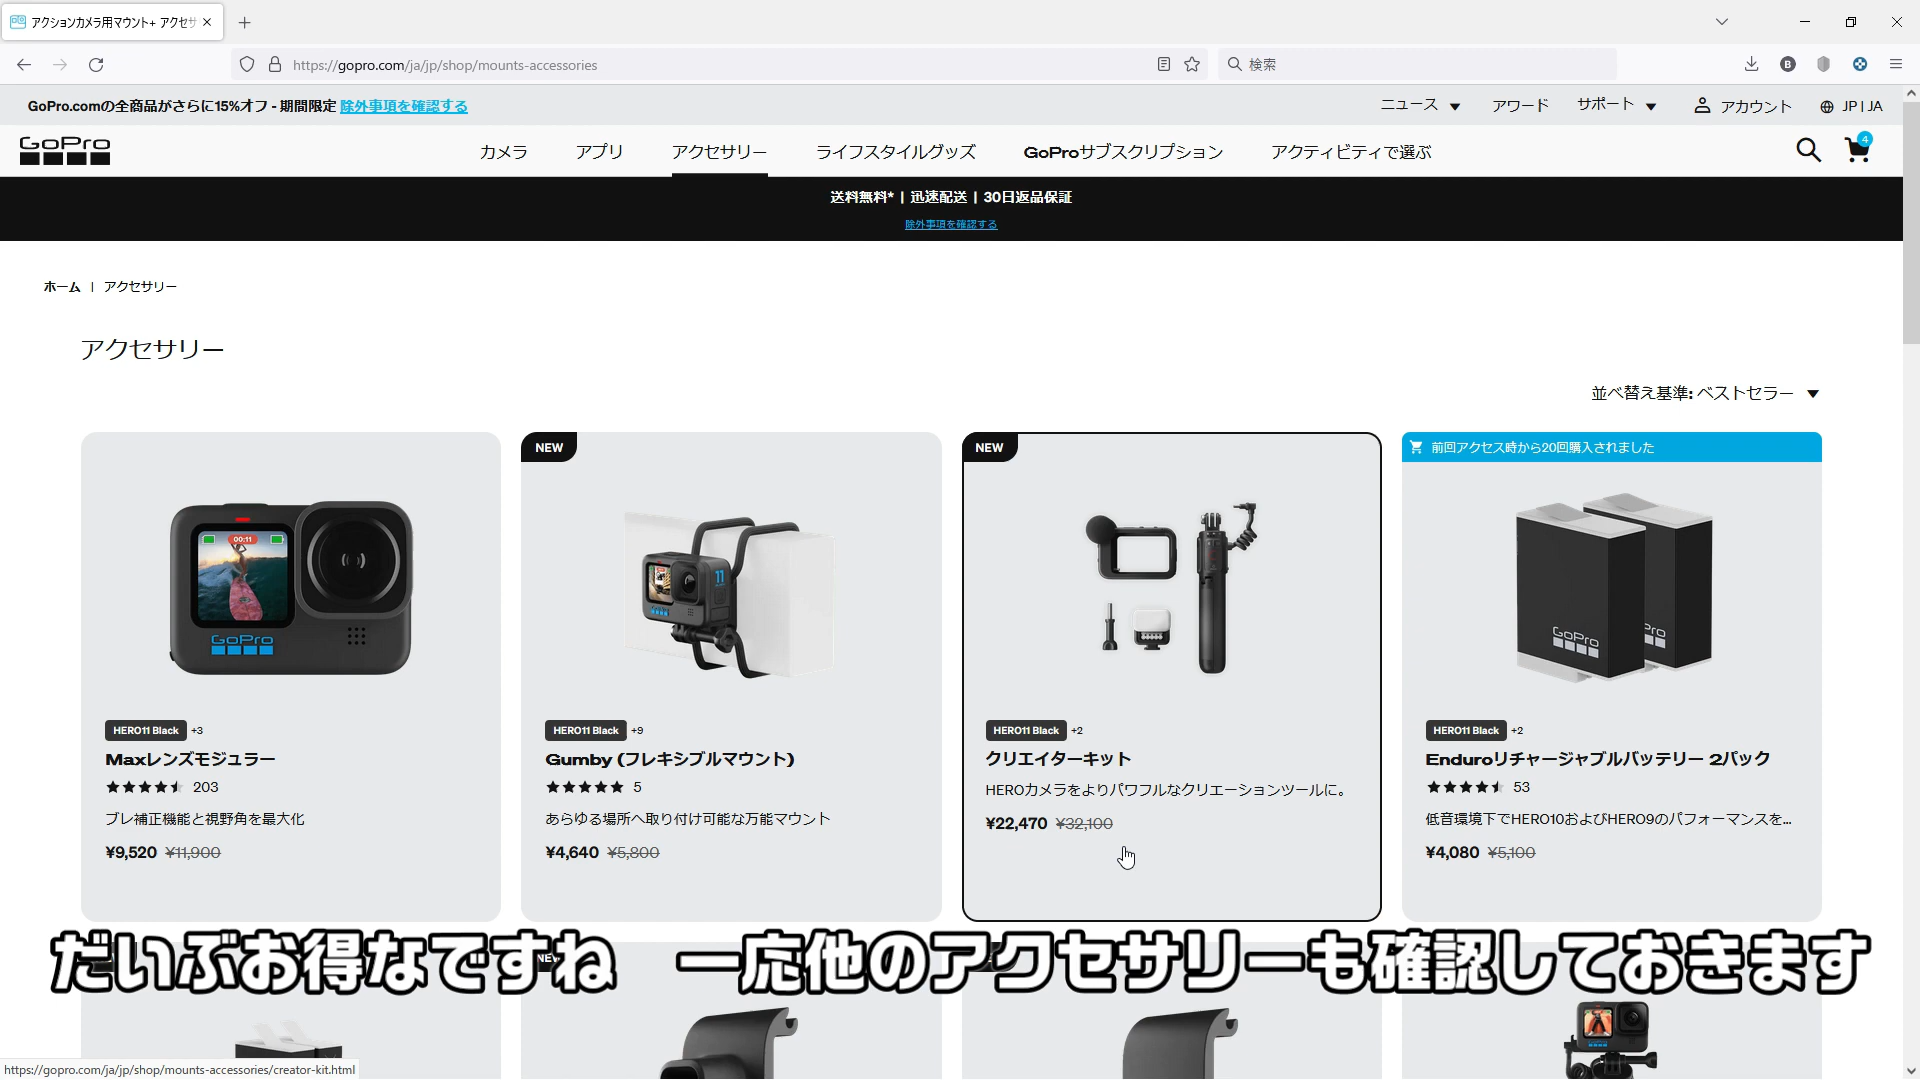 アクションカメラ用マウント+ アクセサ
https://gopro.com/ja/jp/shop/mounts-accessories
検索
GoPro.comの全商品がさらに15%オフ - 期間限定 除外事項を確認する
ニュース アワード サポート アカウント JP | JA
GoPro
カメラ アプリ アクセサリー ライフスタイルグッズ GoProサブスクリプション アクティビティで選ぶ
4
送料無料* | 迅速配送 | 30日返品保証
除外事項を確認する
ホーム | アクセサリー
アクセサリー
並べ替え基準: ベストセラー
00:11
GoPro
HERO11 Black +3
Maxレンズモジュラー
203
ブレ補正機能と視野角を最大化
¥9,520 ¥11,900
NEW
11
HERO11 Black +9
Gumby (フレキシブルマウント)
5
あらゆる場所へ取り付け可能な万能マウント
¥4,640 ¥5,800
NEW
HERO11 Black +2
クリエイターキット
HEROカメラをよりパワフルなクリエーションツールに。
¥22,470 ¥32,100
前回アクセス時から20回購入されました
GoPro
Pro
HERO11 Black +2
Enduroリチャージャブルバッテリー 2パック
53
低音環境下でHERO10およびHERO9のパフォーマンスを...
¥4,080 ¥5,100
NEW
だいぶお得なですね 一応他のアクセサリーも確認しておきます
https://gopro.com/ja/jp/shop/mounts-accessories/creator-kit.html